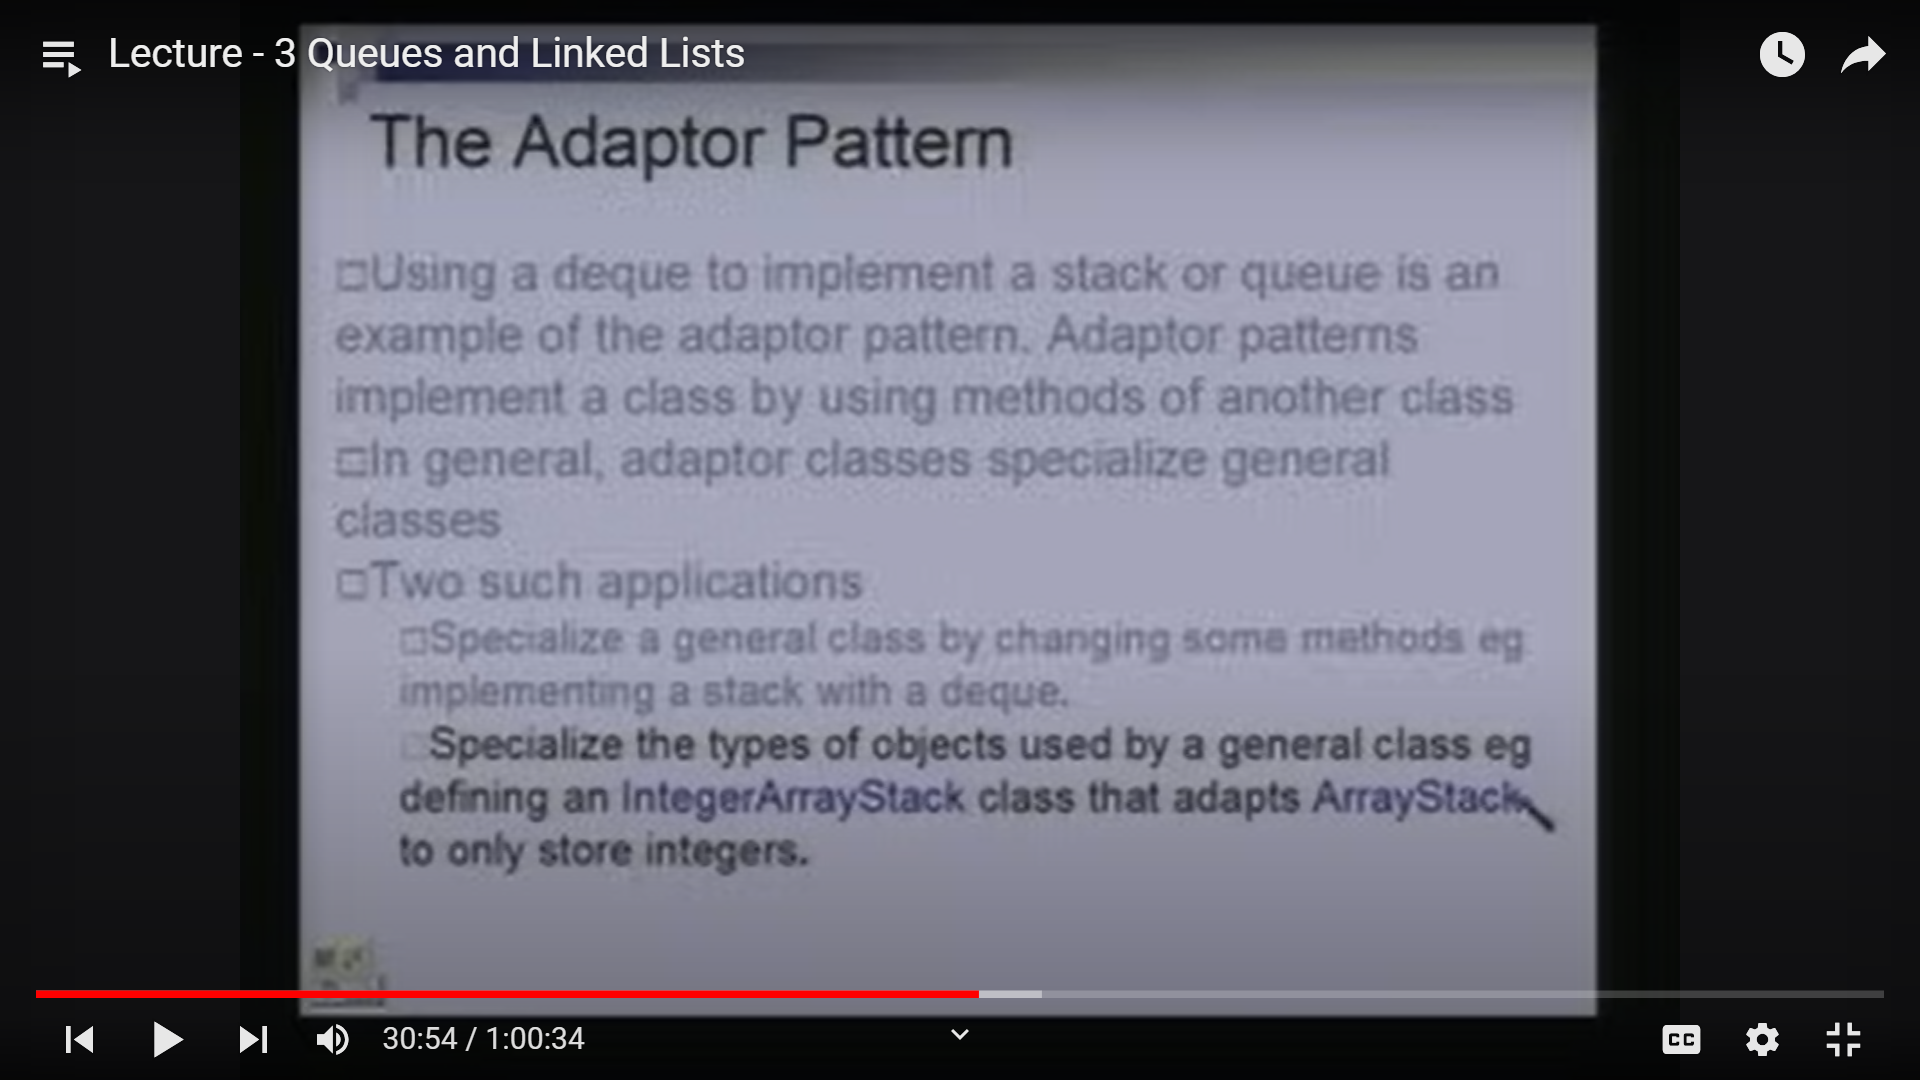 Lecture - 3 Queues and Linked Lists
The Adaptor Pattern
Using a deque to implement a stack or queue is an
example of the adaptor pattern. Adaptor patterns
implement a class by using methods of another class
In general, adaptor classes specialize general
classes
Two such applications
Specialize a general class by changing some methods eg
implementing a stack with a deque.
Specialize the types of objects used by a general class eg
defining an IntegerArrayStack class that adapts ArrayStack
to only store integers.
30:54 / 1:00:34
CC